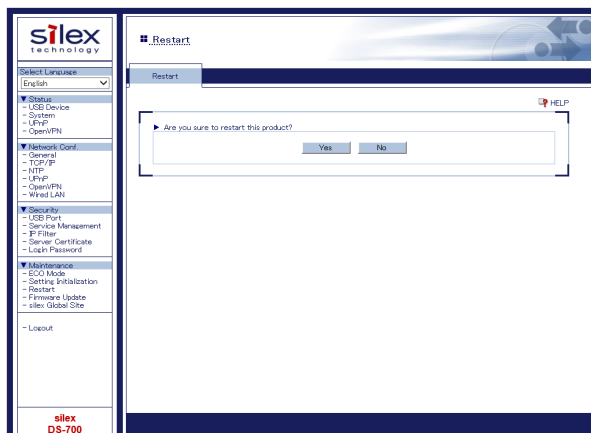 silex
technology
Select Language
English
▼ Status
- USB Device
- System
- UPnP
- OpenVPN
▼ Network Conf.
- General
- TCP/IP
- NTP
- UPnP
- OpenVPN
- Wired LAN
▼ Security
- USB Port
- Service Management
- IP Filter
- Server Certificate
- Login Password
▼ Maintenance
- ECO Mode
- Setting Initialization
- Restart
- Firmware Update
- silex Global Site
- Logout
silex
DS-700
Restart
Restart
HELP
Are you sure to restart this product?
Yes No